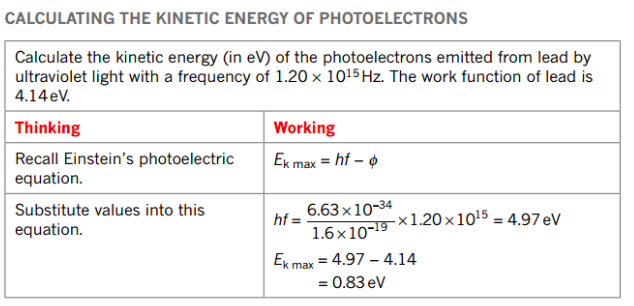 CALCULATING THE KINETIC ENERGY OF PHOTOELECTRONS
Calculate the kinetic energy (in eV) of the photoelectrons emitted from lead by
ultraviolet light with a frequency of 1.20 × 10¹⁵ Hz. The work function of lead is
4.14 eV.
Thinking
Working
Recall Einstein's photoelectric
equation.
Eₖ max = hf – ϕ
Substitute values into this
equation.
hf = 6.63×10⁻³⁴ / 1.6×10⁻¹⁹ ×1.20×10¹⁵ = 4.97 eV
Eₖ max = 4.97 – 4.14
= 0.83 eV